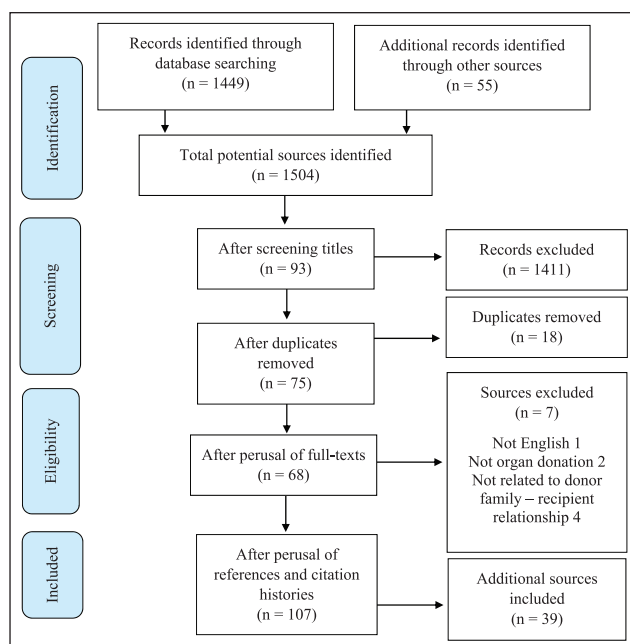 Identification
Records identified through
database searching
(n = 1449)
Additional records identified
through other sources
(n = 55)
Total potential sources identified
(n = 1504)
Screening
After screening titles
(n = 93)
Records excluded
(n = 1411)
After duplicates
removed
(n = 75)
Duplicates removed
(n = 18)
Eligibility
After perusal of full-texts
(n = 68)
Sources excluded
(n = 7)
Not English 1
Not organ donation 2
Not related to donor
family – recipient
relationship 4
Included
After perusal of
references and citation
histories
(n = 107)
Additional sources
included
(n = 39)